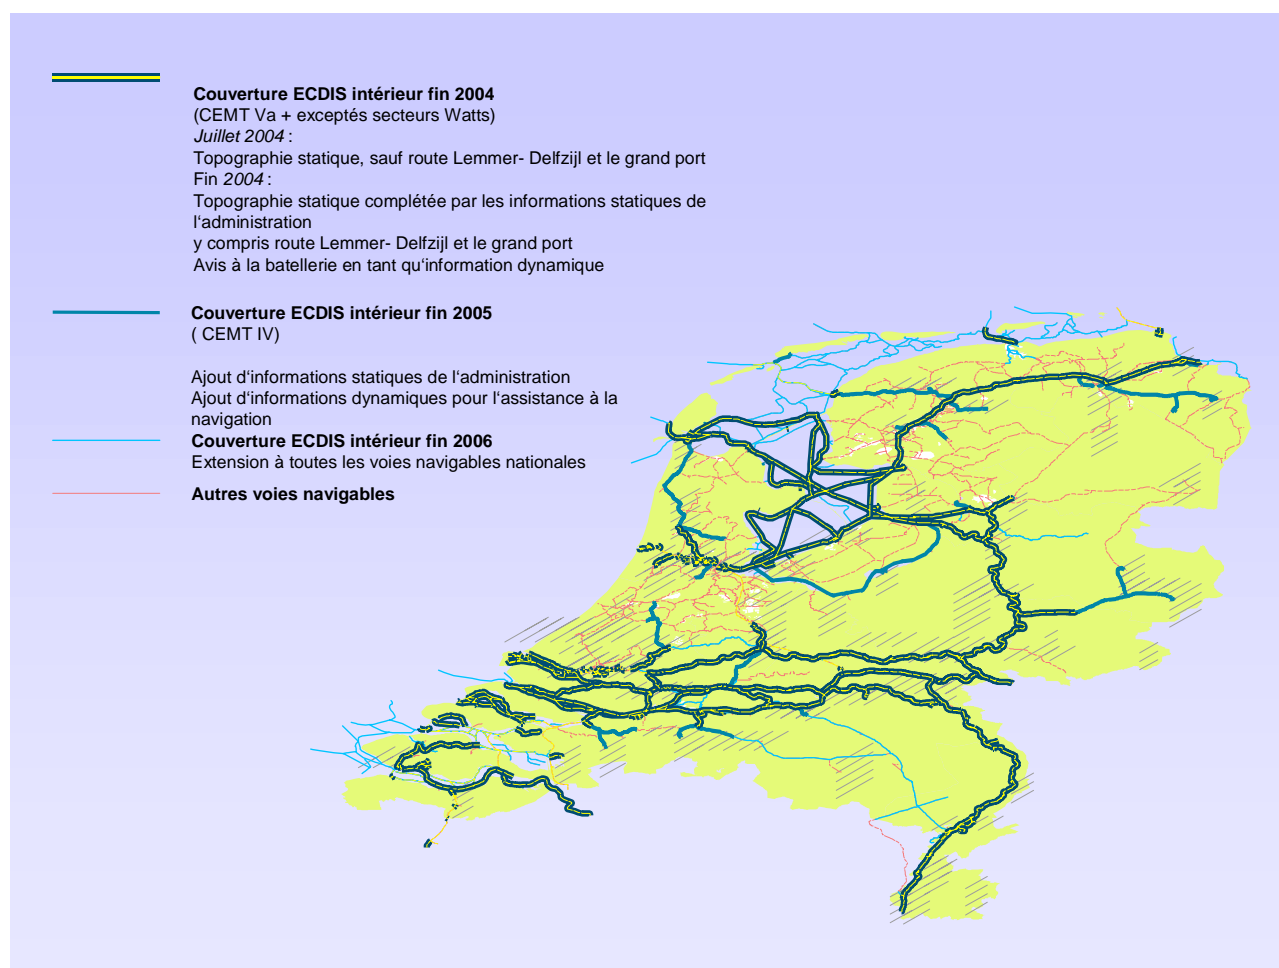 Couverture ECDIS intérieur fin 2004
(CEMT Va + exceptés secteurs Watts)
Juillet 2004 :
Topographie statique, sauf route Lemmer- Delfzijl et le grand port
Fin 2004 :
Topographie statique complétée par les informations statiques de
l‘administration
y compris route Lemmer- Delfzijl et le grand port
Avis à la batellerie en tant qu‘information dynamique
Couverture ECDIS intérieur fin 2005
( CEMT IV)
Ajout d‘informations statiques de l‘administration
Ajout d‘informations dynamiques pour l‘assistance à la
navigation
Couverture ECDIS intérieur fin 2006
Extension à toutes les voies navigables nationales
Autres voies navigables